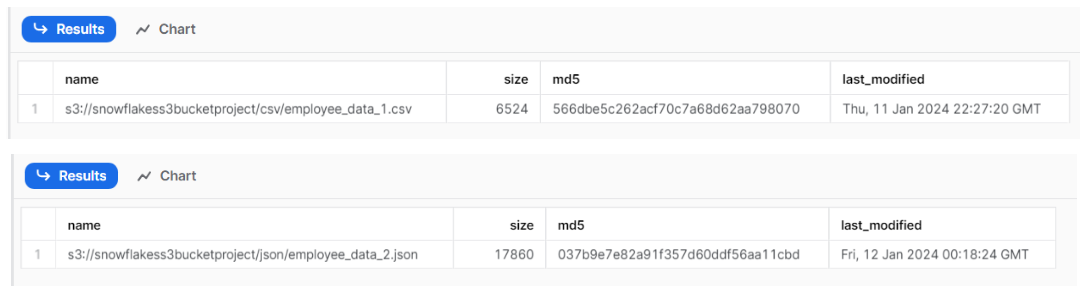 Results Chart
name size md5 last_modified
1 s3://snowflakess3bucketproject/csv/employee_data_1.csv 6524 566dbe5c262acf70c7a68d62aa798070 Thu, 11 Jan 2024 22:27:20 GMT
Results Chart
name size md5 last_modified
1 s3://snowflakess3bucketproject/json/employee_data_2.json 17860 037b9e7e82a91f357d60ddf56aa11cbd Fri, 12 Jan 2024 00:18:24 GMT